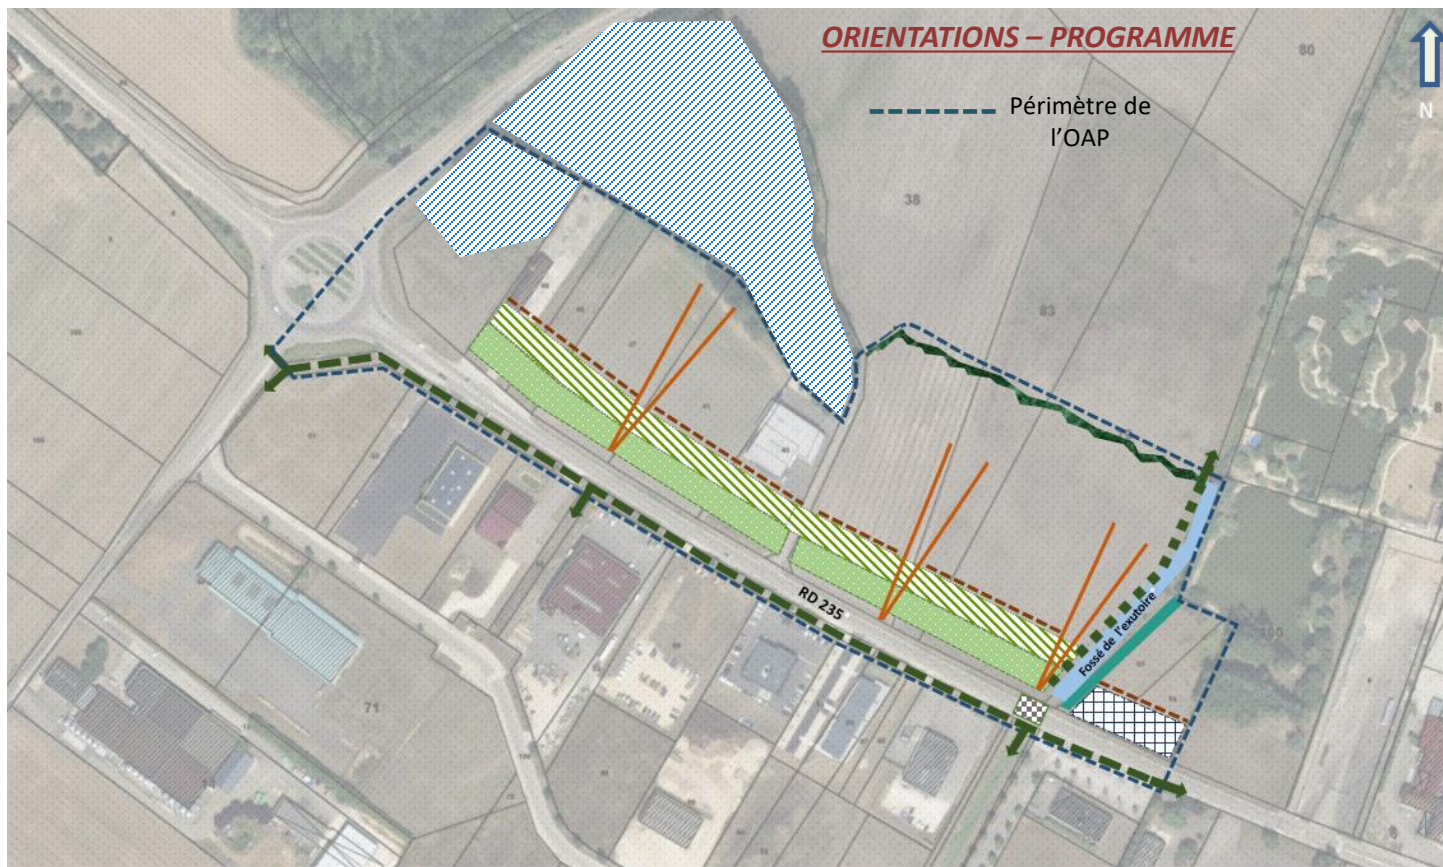 ORIENTATIONS – PROGRAMME
N
Périmètre de
l'OAP
80
38
83
71
100
RD 235
Fossé de l'exutoire